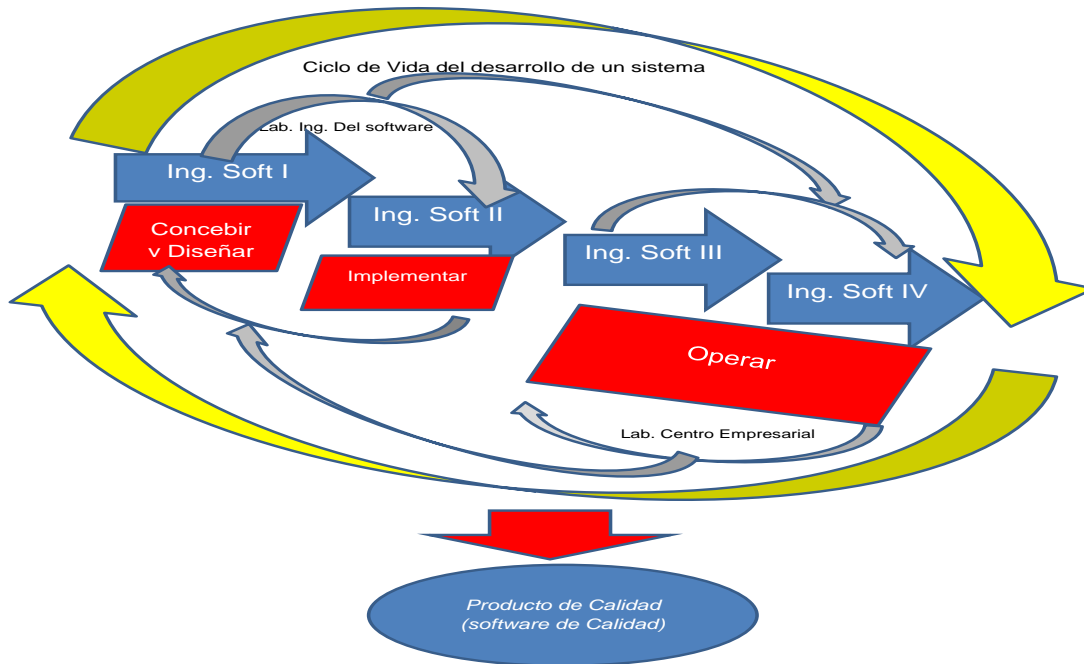 Ciclo de Vida del desarrollo de un sistema
Lab. Ing. Del software
Ing. Soft I
Concebir
v Diseñar
Ing. Soft II
Implementar
Ing. Soft III
Ing. Soft IV
Operar
Lab. Centro Empresarial
Producto de Calidad
(software de Calidad)